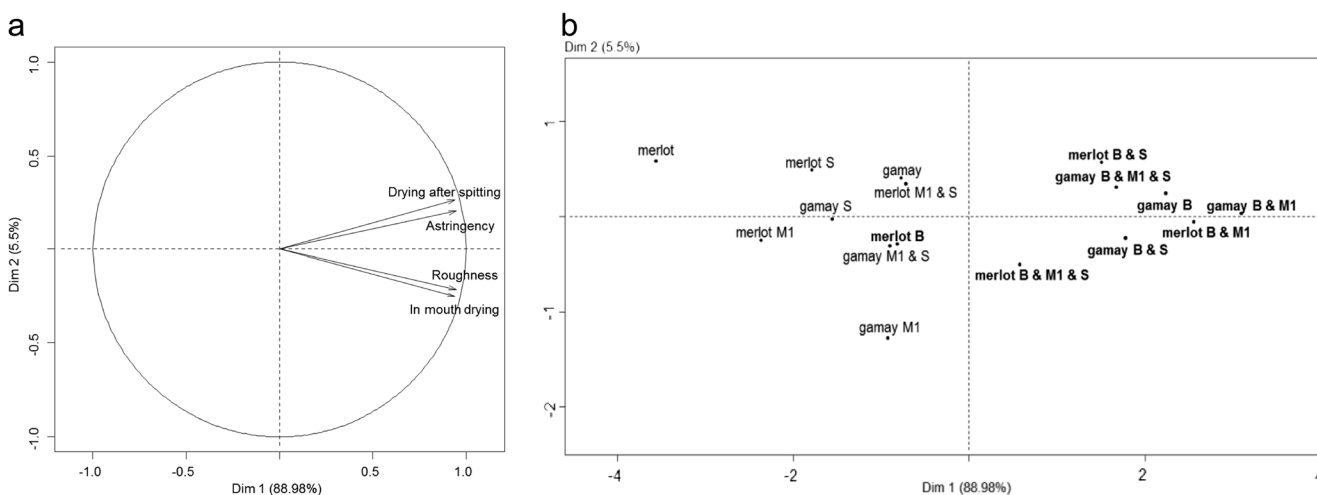 a
1.0
0.5
0.0
-0.5
-1.0
Dim 2 (5.5%)
Drying after spitting
Astringency
Roughness
In mouth drying
-1.0 -0.5 0.0 0.5 1.0
Dim 1 (88.98%)
b
Dim 2 (5.5%)
1
-1
-2
merlot
merlot S
gamay
merlot M1 & S
gamay S
merlot M1
merlot B
gamay M1 & S
gamay M1
merlot B & S
gamay B & M1 & S
gamay B
gamay B & M1
merlot B & M1
gamay B & S
merlot B & M1 & S
-4 -2 0 2
Dim 1 (88.98%)